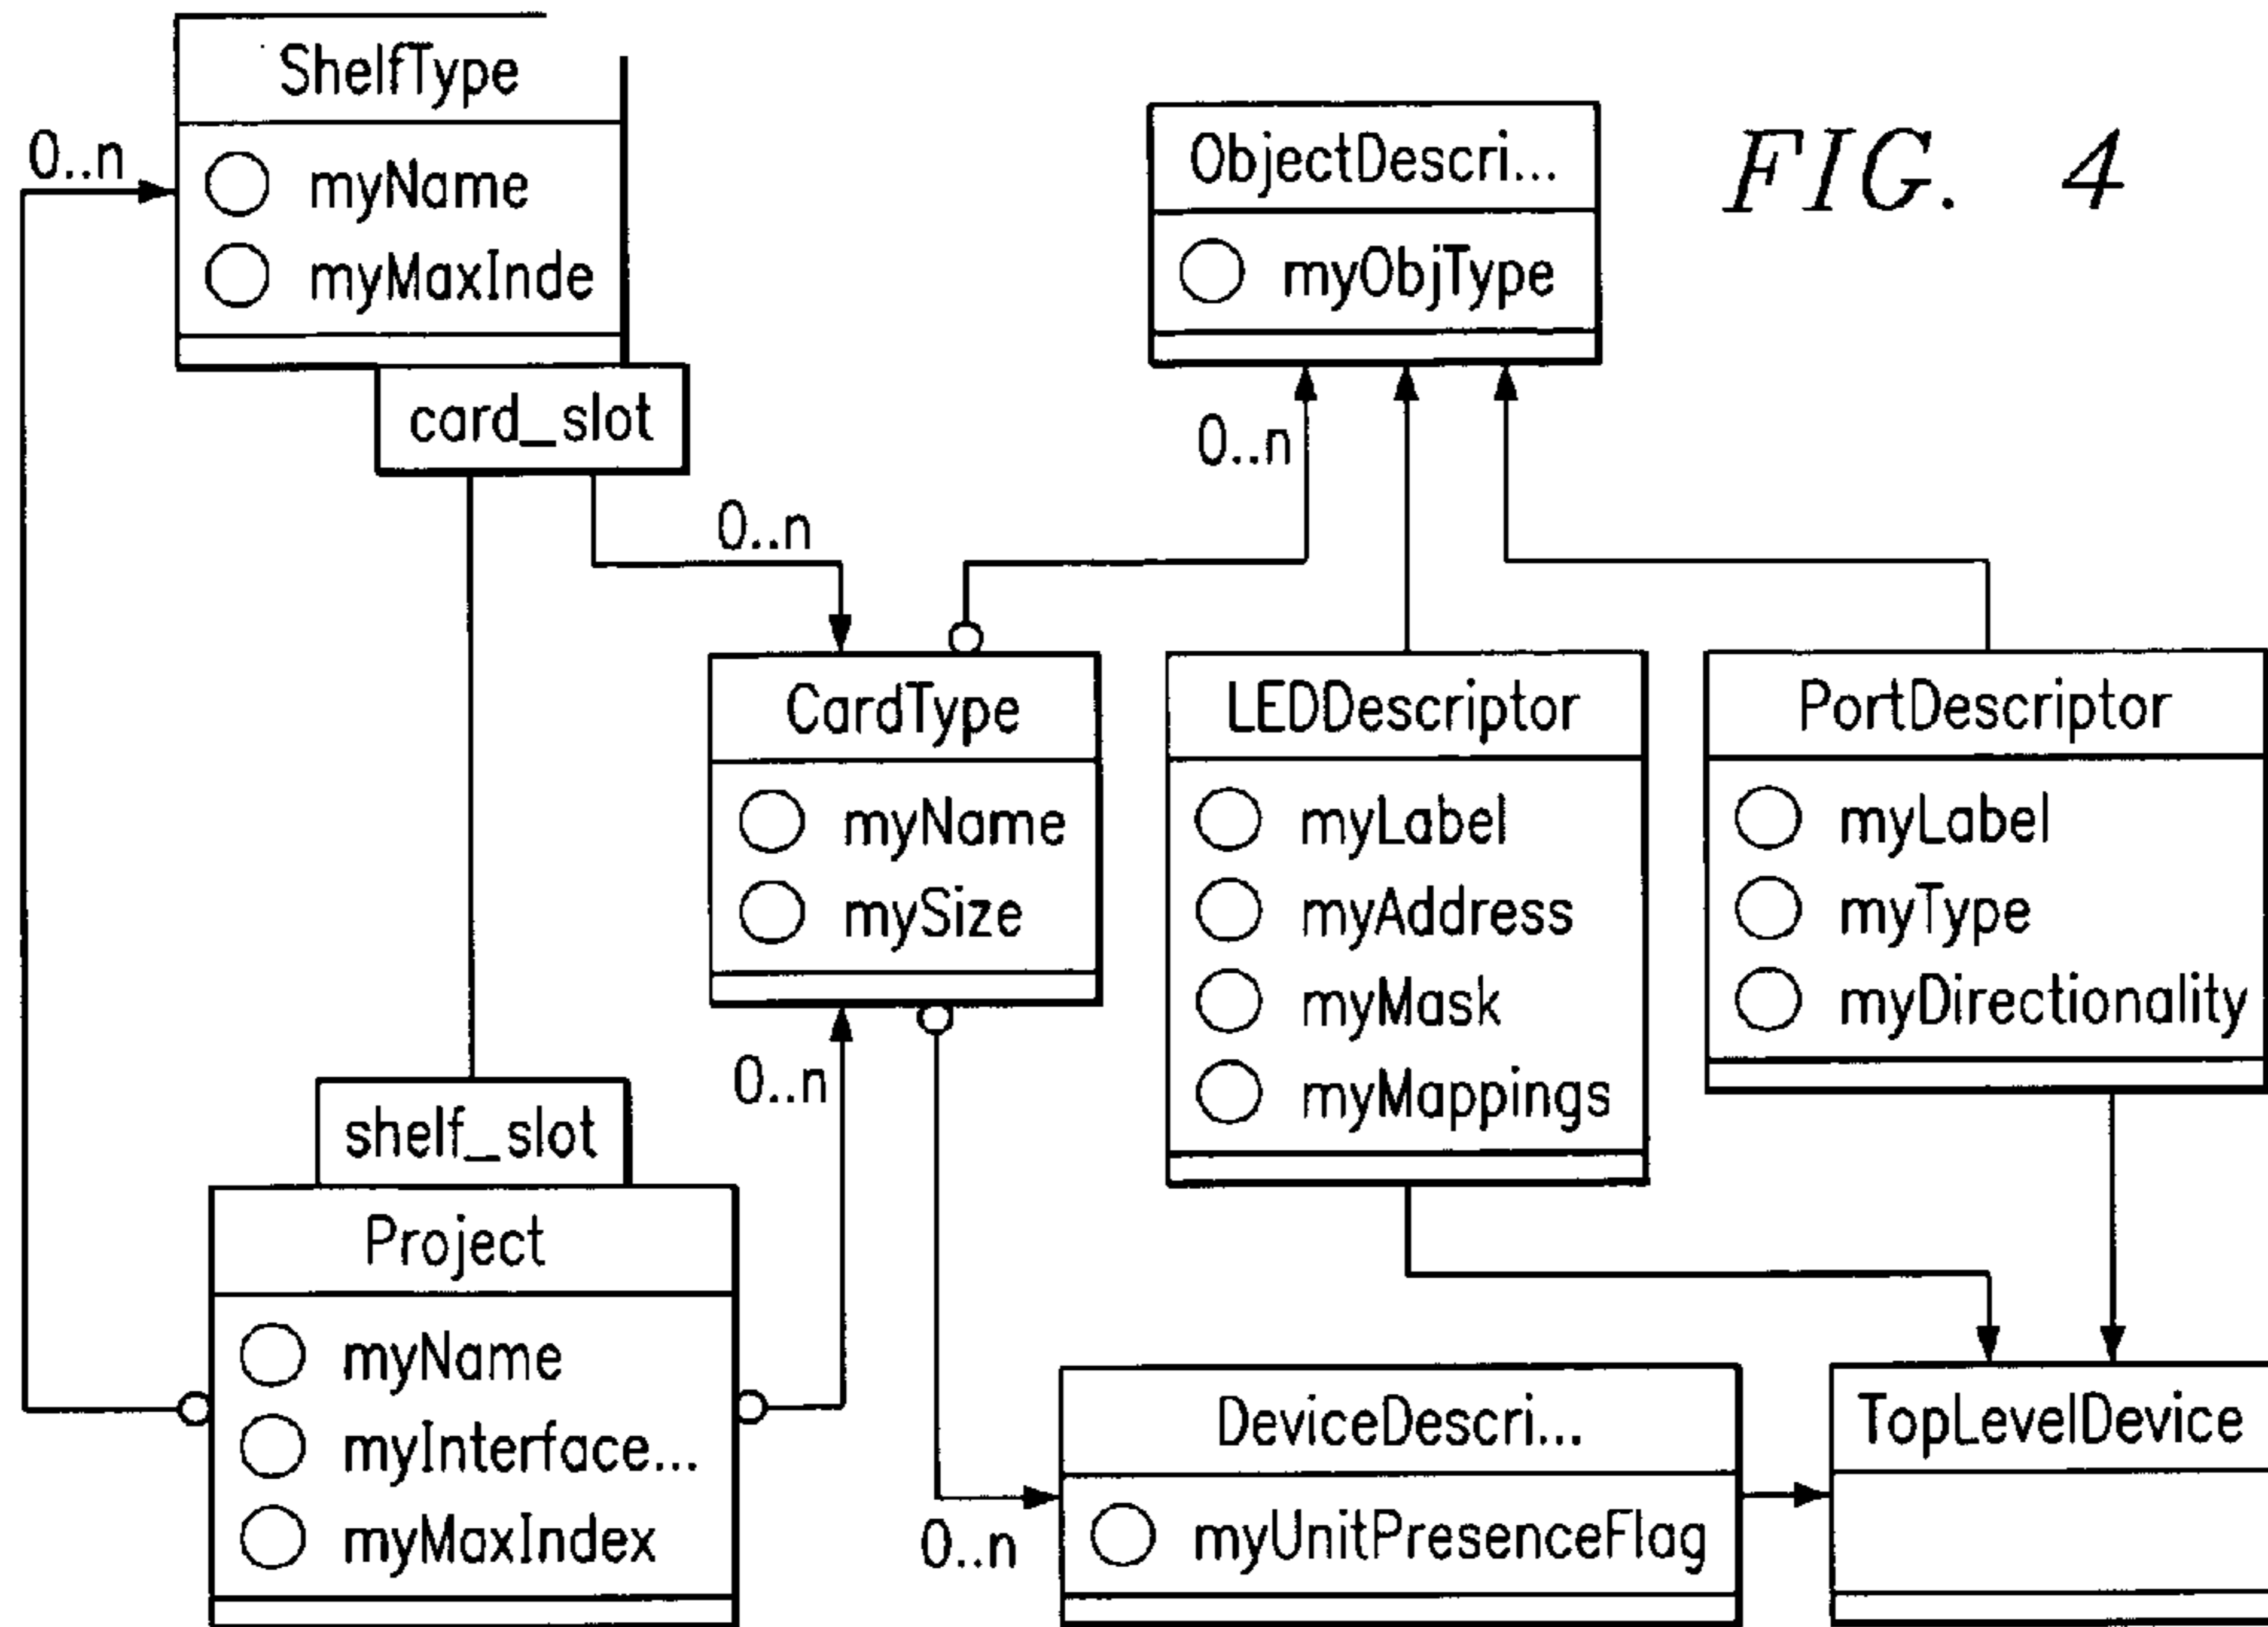 FIG. 4
ShelfType
myName
myMaxInde
0..n
card_slot
0..n
ObjectDescri...
myObjType
0..n
CardType
myName
mySize
LEDDescriptor
myLabel
myAddress
myMask
myMappings
PortDescriptor
myLabel
myType
myDirectionality
shelf_slot
0..n
Project
myName
myInterface...
myMaxIndex
0..n
DeviceDescri...
myUnitPresenceFlag
TopLevelDevice